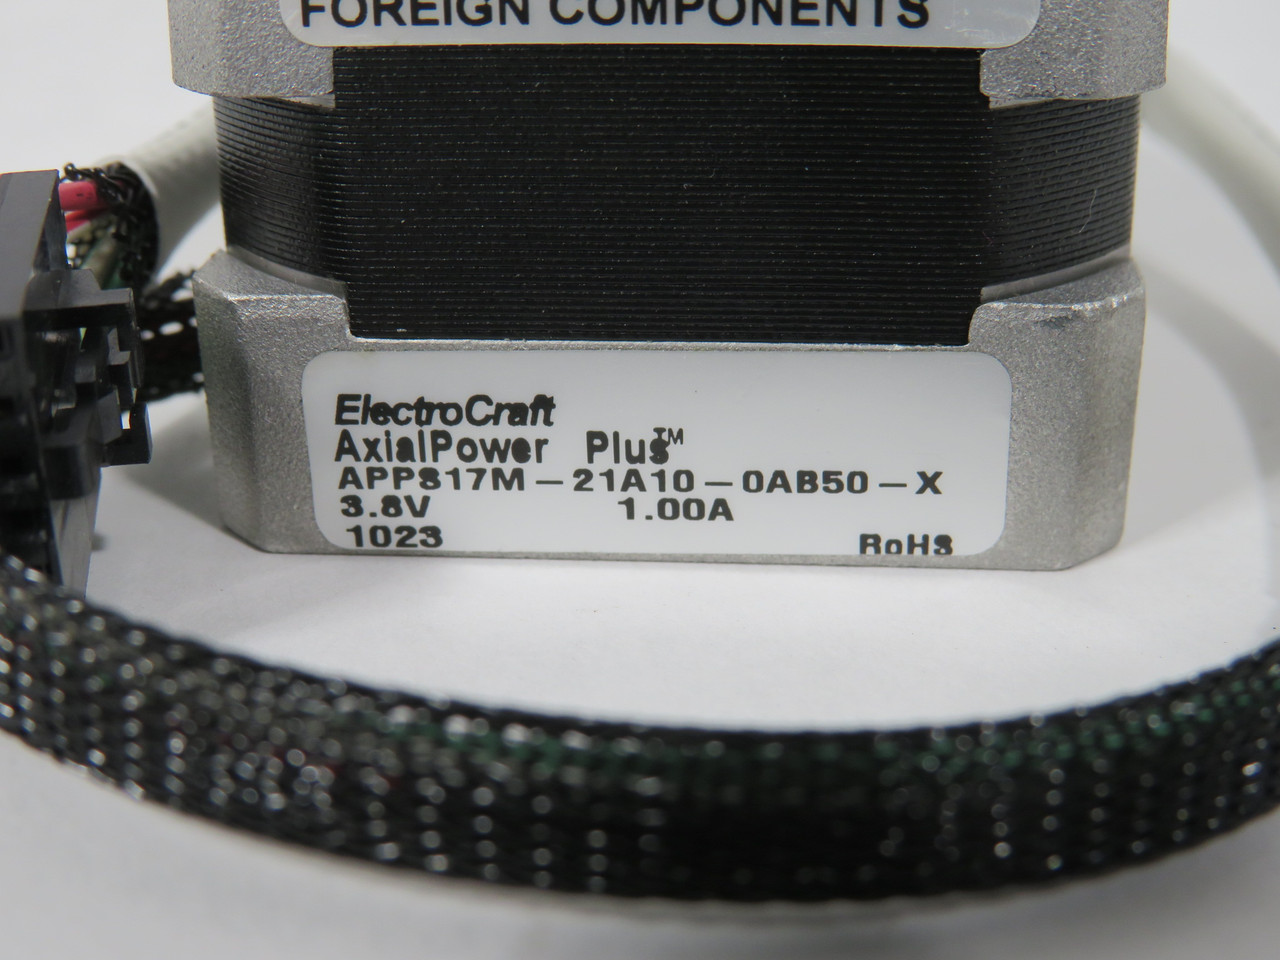 FOREIGN COMPONENTS
ElectroCraft
AxialPower Plus™
APPS17M-21A10-0AB50-X
3.8V 1.00A
1023 RoHS